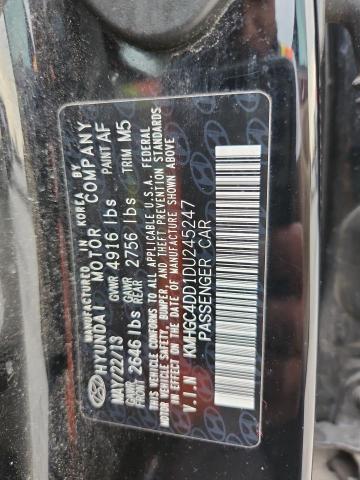 MANUFACTURED IN KOREA BY
HYUNDAI MOTOR COMPANY
MAY/22/13 GVWR 4916 lbs PAINT AF
GAWR FRONT 2646 lbs GAWR REAR 2756 lbs TRIM M5
THIS VEHICLE CONFORMS TO ALL APPLICABLE U.S.A. FEDERAL
MOTOR VEHICLE SAFETY, BUMPER, AND THEFT PREVENTION STANDARDS
IN EFFECT ON THE DATE OF MANUFACTURE SHOWN ABOVE.
V.I.N KMHGC4DD1DU245247
PASSENGER CAR